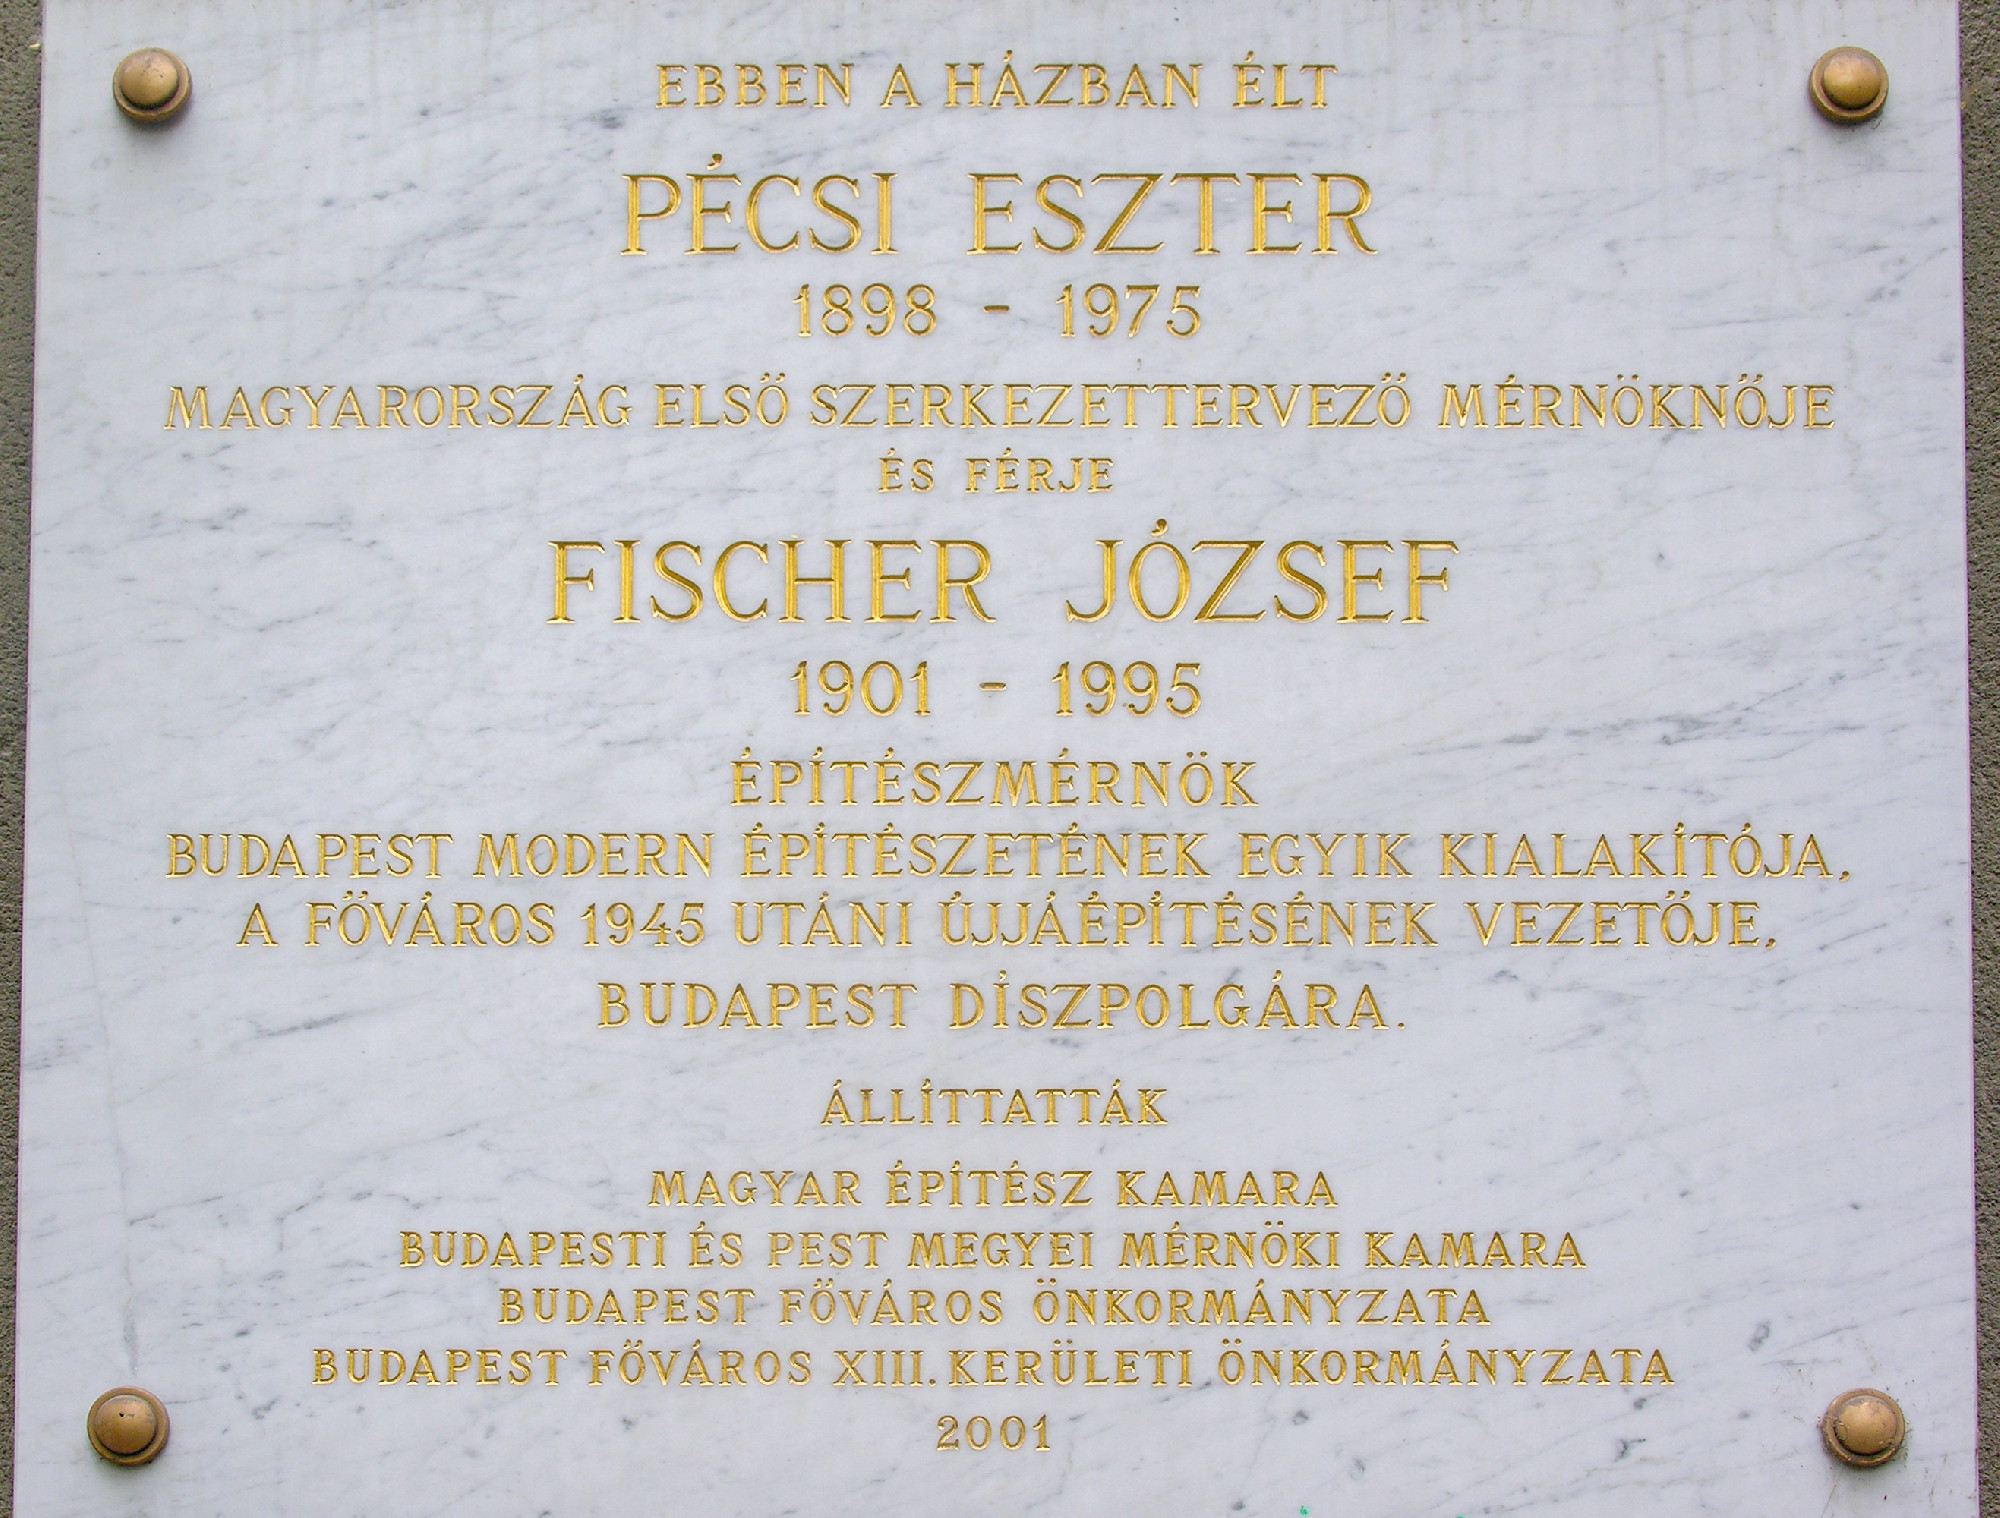 EBBEN A HÁZBAN ÉLT
PÉCSI ESZTER
1898 - 1975
MAGYARORSZÁG ELSŐ SZERKEZETTERVEZŐ MÉRNÖKNŐJE
ÉS FÉRJE
FISCHER JÓZSEF
1901 - 1995
ÉPÍTÉSZMÉRNÖK
BUDAPEST MODERN ÉPÍTÉSZETÉNEK EGYIK KIALAKÍTÓJA,
A FŐVÁROS 1945 UTÁNI ÚJJÁÉPÍTÉSÉNEK VEZETŐJE,
BUDAPEST DÍSZPOLGÁRA.
ÁLLÍTTATTÁK
MAGYAR ÉPÍTÉSZ KAMARA
BUDAPESTI ÉS PEST MEGYEI MÉRNÖKI KAMARA
BUDAPEST FŐVÁROS ÖNKORMÁNYZATA
BUDAPEST FŐVÁROS XIII. KERÜLETI ÖNKORMÁNYZATA
2001